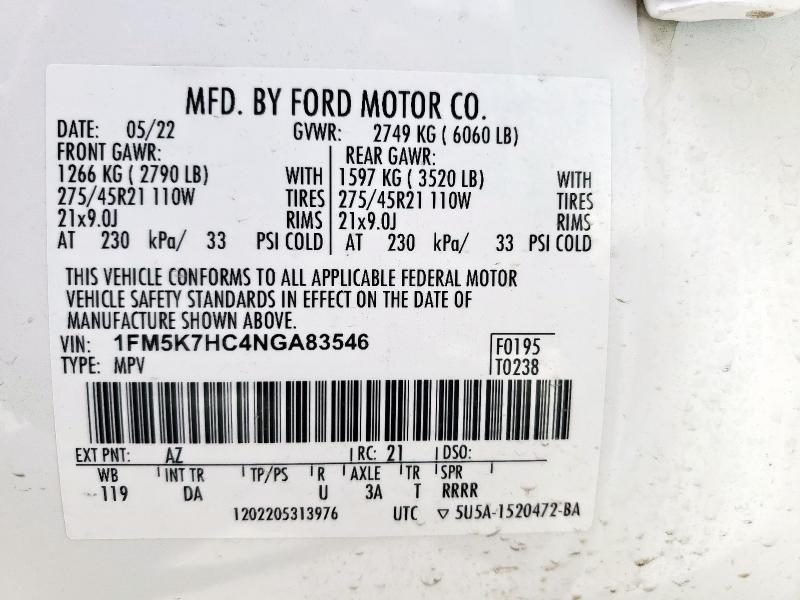 MFD. BY FORD MOTOR CO.
DATE: 05/22 GVWR: 2749 KG ( 6060 LB)
FRONT GAWR: REAR GAWR:
1266 KG ( 2790 LB) WITH 1597 KG ( 3520 LB) WITH
275/45R21 110W TIRES 275/45R21 110W TIRES
21x9.0J RIMS 21x9.0J RIMS
AT 230 kPa/ 33 PSI COLD AT 230 kPa/ 33 PSI COLD
THIS VEHICLE CONFORMS TO ALL APPLICABLE FEDERAL MOTOR
VEHICLE SAFETY STANDARDS IN EFFECT ON THE DATE OF
MANUFACTURE SHOWN ABOVE.
VIN: 1FM5K7HC4NGA83546 F0195
TYPE: MPV T0238
EXT PNT: AZ RC: 21 DSO:
WB INT TR TP/PS R AXLE TR SPR
119 DA U 3A T RRRR
1202205313976 UTC ▽ 5U5A-1520472-BA